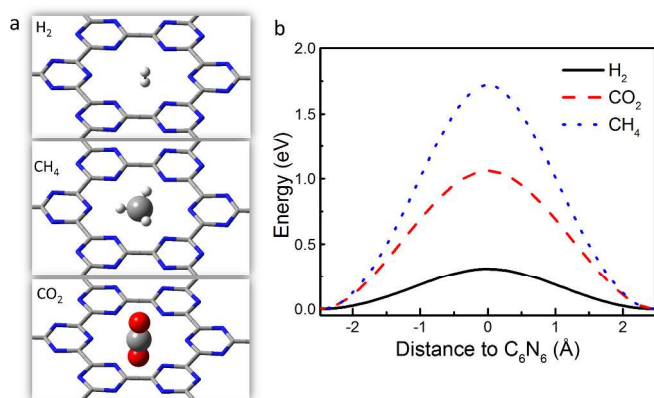 a
H₂
CH₄
CO₂
b
2.0
1.5
1.0
0.5
0.0
Energy (eV)
-2
-1
0
1
2
Distance to C₆N₆ (Å)
H₂
CO₂
CH₄